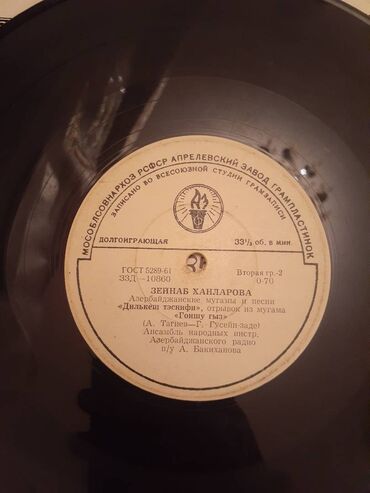 МОСОБЛСОВНАРХОЗ РСФСР АПРЕЛЕВСКИЙ ЗАВОД ГРАМПЛАСТИНОК
ЗАПИСАНО ВО ВСЕСОЮЗНОЙ СТУДИИ ГРАМЗАПИСИ
ДОЛГОИГРАЮЩАЯ 33⅓ об. в мин.
ГОСТ 5289-61 Вторая гр.-2
33Д—10860 0-70
ЗЕЙНАБ ХАНЛАРОВА
Азербайджанские мугамы и песни
«Дилькеш тэснифи», отрывок из мугама
«Гоншу гыз»
(А. Тагиев—Г. Гусейн-заде)
Ансамбль народных инстр.
Азербайджанского радио
п/у А. Бакиханова